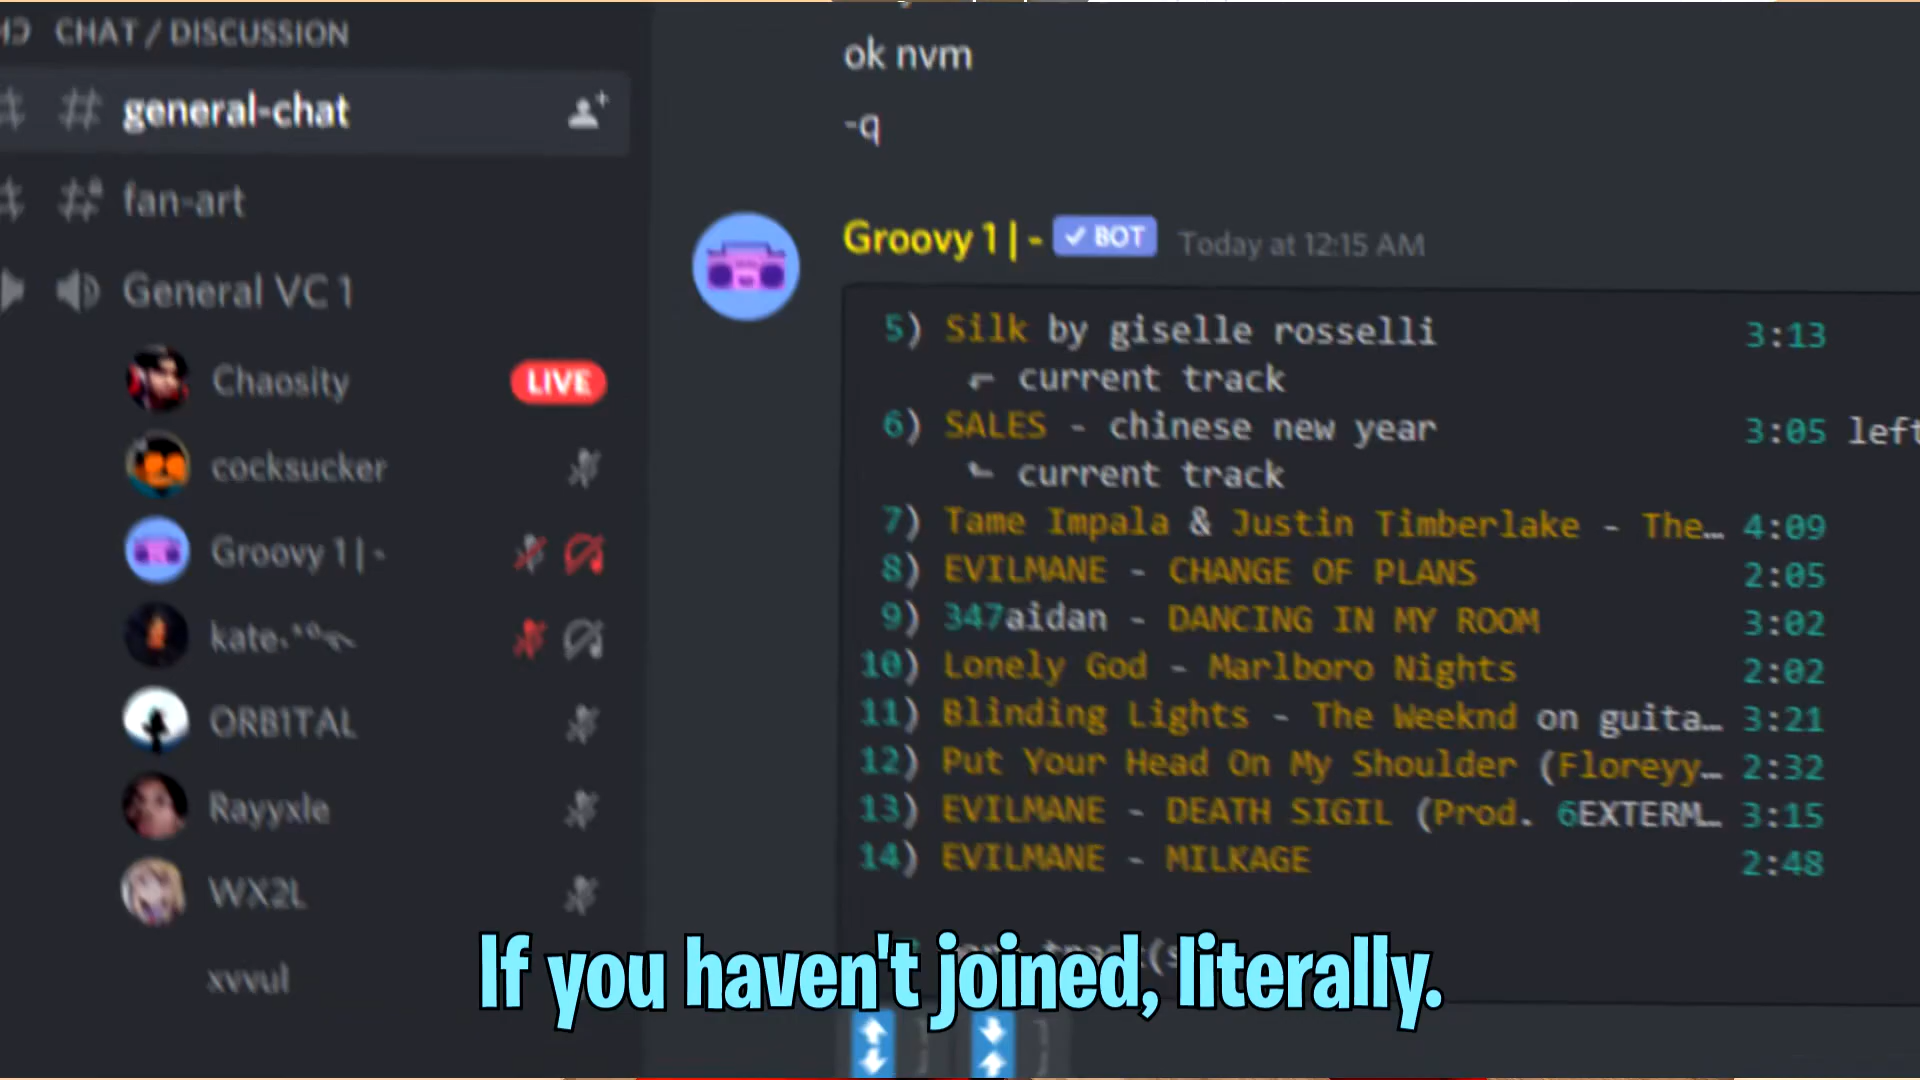 CHAT / DISCUSSION
general-chat
fan-art
General VC 1
Chaosity LIVE
cocksucker
Groovy 1 | -
kate
ORB1TAL
Rayyxle
WX2L
xvvul
ok nvm
-q
Groovy 1 | - BOT Today at 12:15 AM
5) Silk by giselle rosselli 3:13
current track
6) SALES - chinese new year 3:05 left
current track
7) Tame Impala & Justin Timberlake - The… 4:09
8) EVILMANE - CHANGE OF PLANS 2:05
9) 347aidan - DANCING IN MY ROOM 3:02
10) Lonely God - Marlboro Nights 2:02
11) Blinding Lights - The Weeknd on guita… 3:21
12) Put Your Head On My Shoulder (Floreyy… 2:32
13) EVILMANE - DEATH SIGIL (Prod. 6EXTERM… 3:15
14) EVILMANE - MILKAGE 2:48
If you haven't joined, literally.